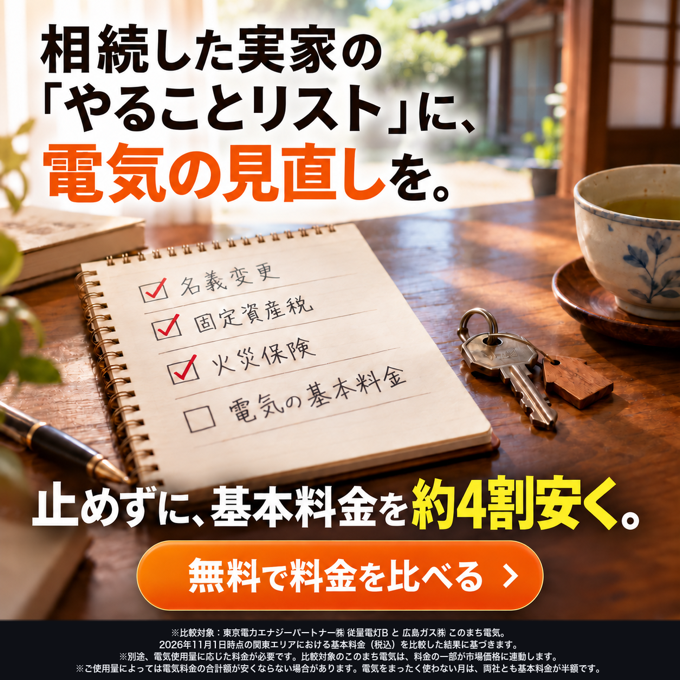 相続した実家の
「やることリスト」に、
電気の見直しを。
名義変更
固定資産税
火災保険
電気の基本料金
止めずに、基本料金を約4割安く。
無料で料金を比べる
※比較対象：東京電力エナジーパートナー㈱ 従量電灯B と 広島ガス㈱ このまち電気。
2026年11月1日時点の関東エリアにおける基本料金（税込）を比較した結果に基づきます。
※別途、電気使用量に応じた料金が必要です。比較対象のこのまち電気は、料金の一部が市場価格に連動します。
※ご使用量によっては電気料金の合計額が安くならない場合があります。電気をまったく使わない月は、両社とも基本料金が半額です。